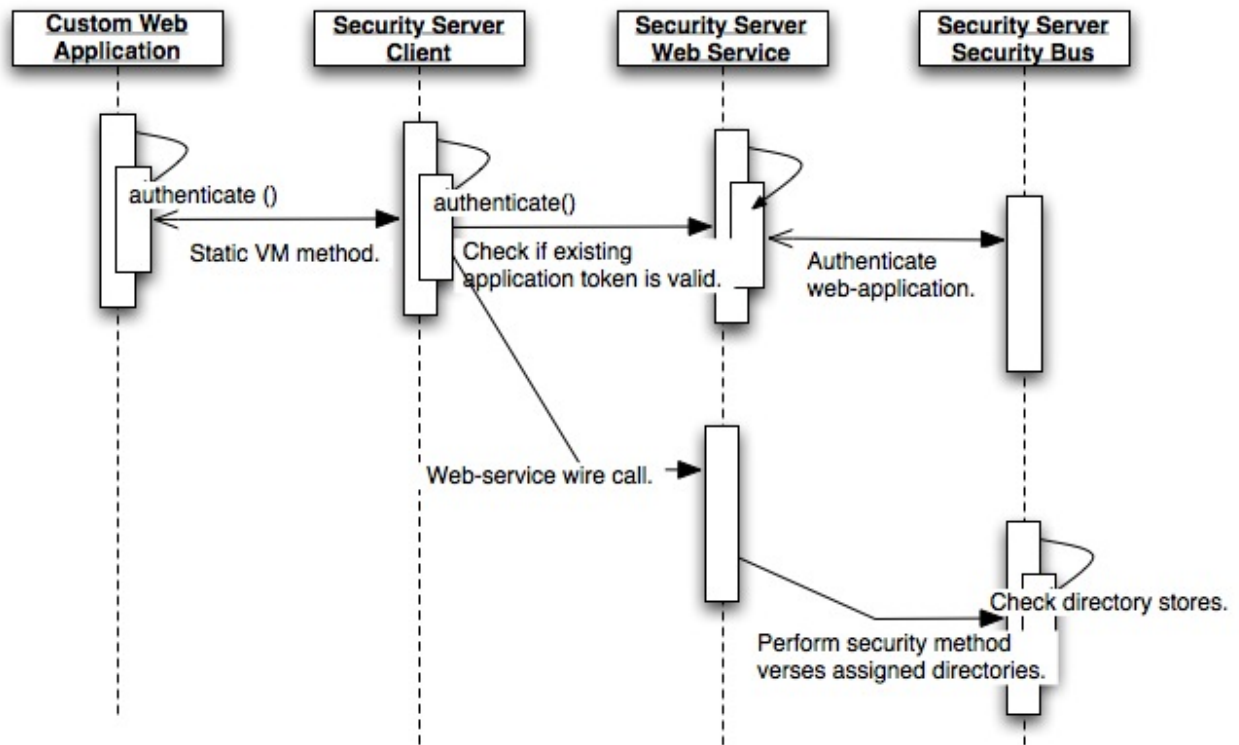 Custom Web
Application
Security Server
Client
Security Server
Web Service
Security Server
Security Bus
authenticate ()
Static VM method.
authenticate()
Check if existing
application token is valid.
Authenticate
web-application.
Web-service wire call.
Check directory stores.
Perform security method
verses assigned directories.